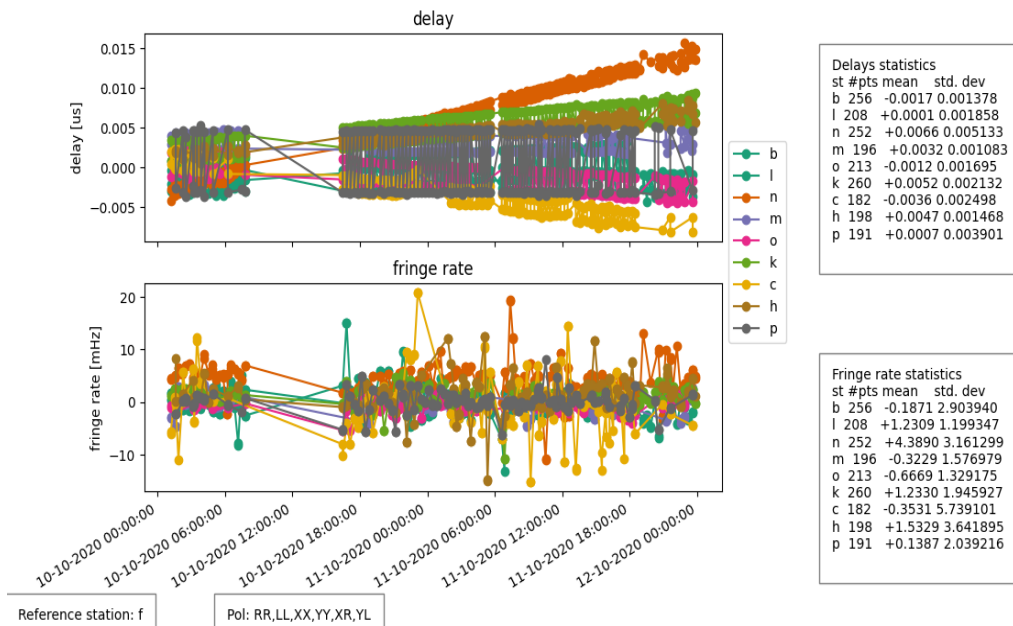 delay
0.015
0.010
0.005
0.000
−0.005
delay [us]
fringe rate
20
10
0
−10
fringe rate [mHz]
10-10-2020 00:00:00
10-10-2020 06:00:00
10-10-2020 12:00:00
10-10-2020 18:00:00
11-10-2020 00:00:00
11-10-2020 06:00:00
11-10-2020 12:00:00
11-10-2020 18:00:00
12-10-2020 00:00:00
b
l
n
m
o
k
c
h
p
Delays statistics
st #pts mean std. dev
b 256 -0.0017 0.001378
l 208 +0.0001 0.001858
n 252 +0.0066 0.005133
m 196 +0.0032 0.001083
o 213 -0.0012 0.001695
k 260 +0.0052 0.002132
c 182 -0.0036 0.002498
h 198 +0.0047 0.001468
p 191 +0.0007 0.003901
Fringe rate statistics
st #pts mean std. dev
b 256 -0.1871 2.903940
l 208 +1.2309 1.199347
n 252 +4.3890 3.161299
m 196 -0.3229 1.576979
o 213 -0.6669 1.329175
k 260 +1.2330 1.945927
c 182 -0.3531 5.739101
h 198 +1.5329 3.641895
p 191 +0.1387 2.039216
Reference station: f
Pol: RR,LL,XX,YY,XR,YL